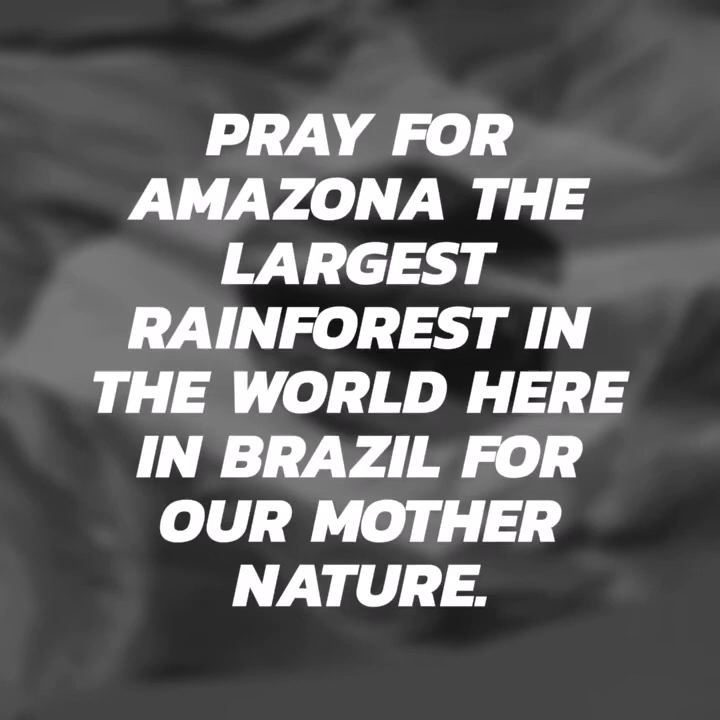 PRAY FOR
AMAZONA THE
LARGEST
RAINFOREST IN
THE WORLD HERE
IN BRAZIL FOR
OUR MOTHER
NATURE.